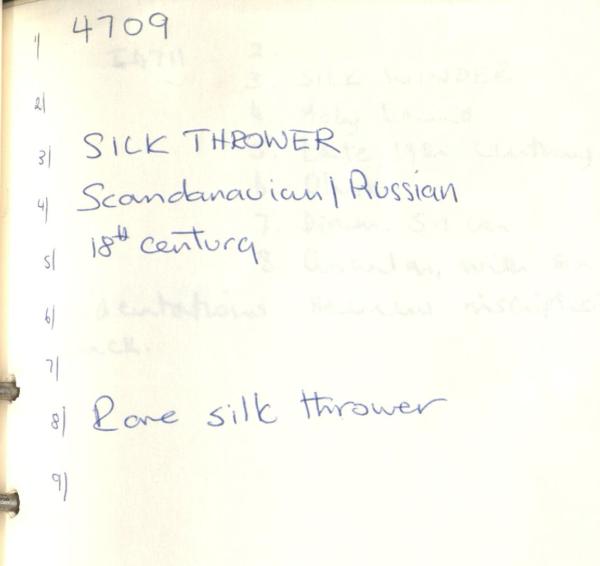 1) 4709
2)
3) SILK THROWER
4) Scandanavian / Russian
5) 18th century
6)
7)
8) Rare silk thrower
9)